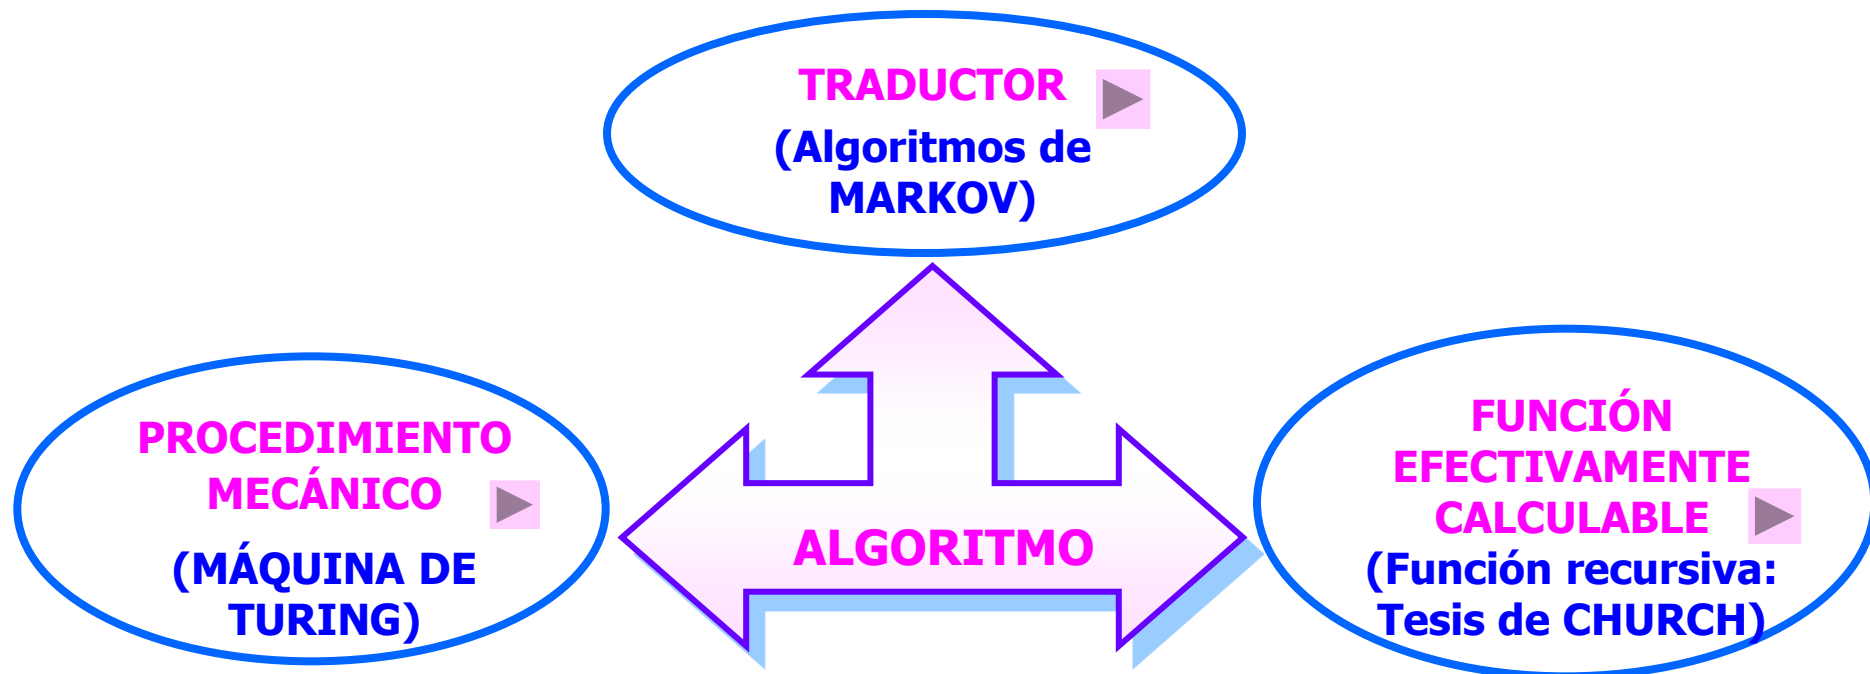 TRADUCTOR
(Algoritmos de
MARKOV)
PROCEDIMIENTO
MECÁNICO
(MÁQUINA DE
TURING)
ALGORITMO
FUNCIÓN
EFECTIVAMENTE
CALCULABLE
(Función recursiva:
Tesis de CHURCH)